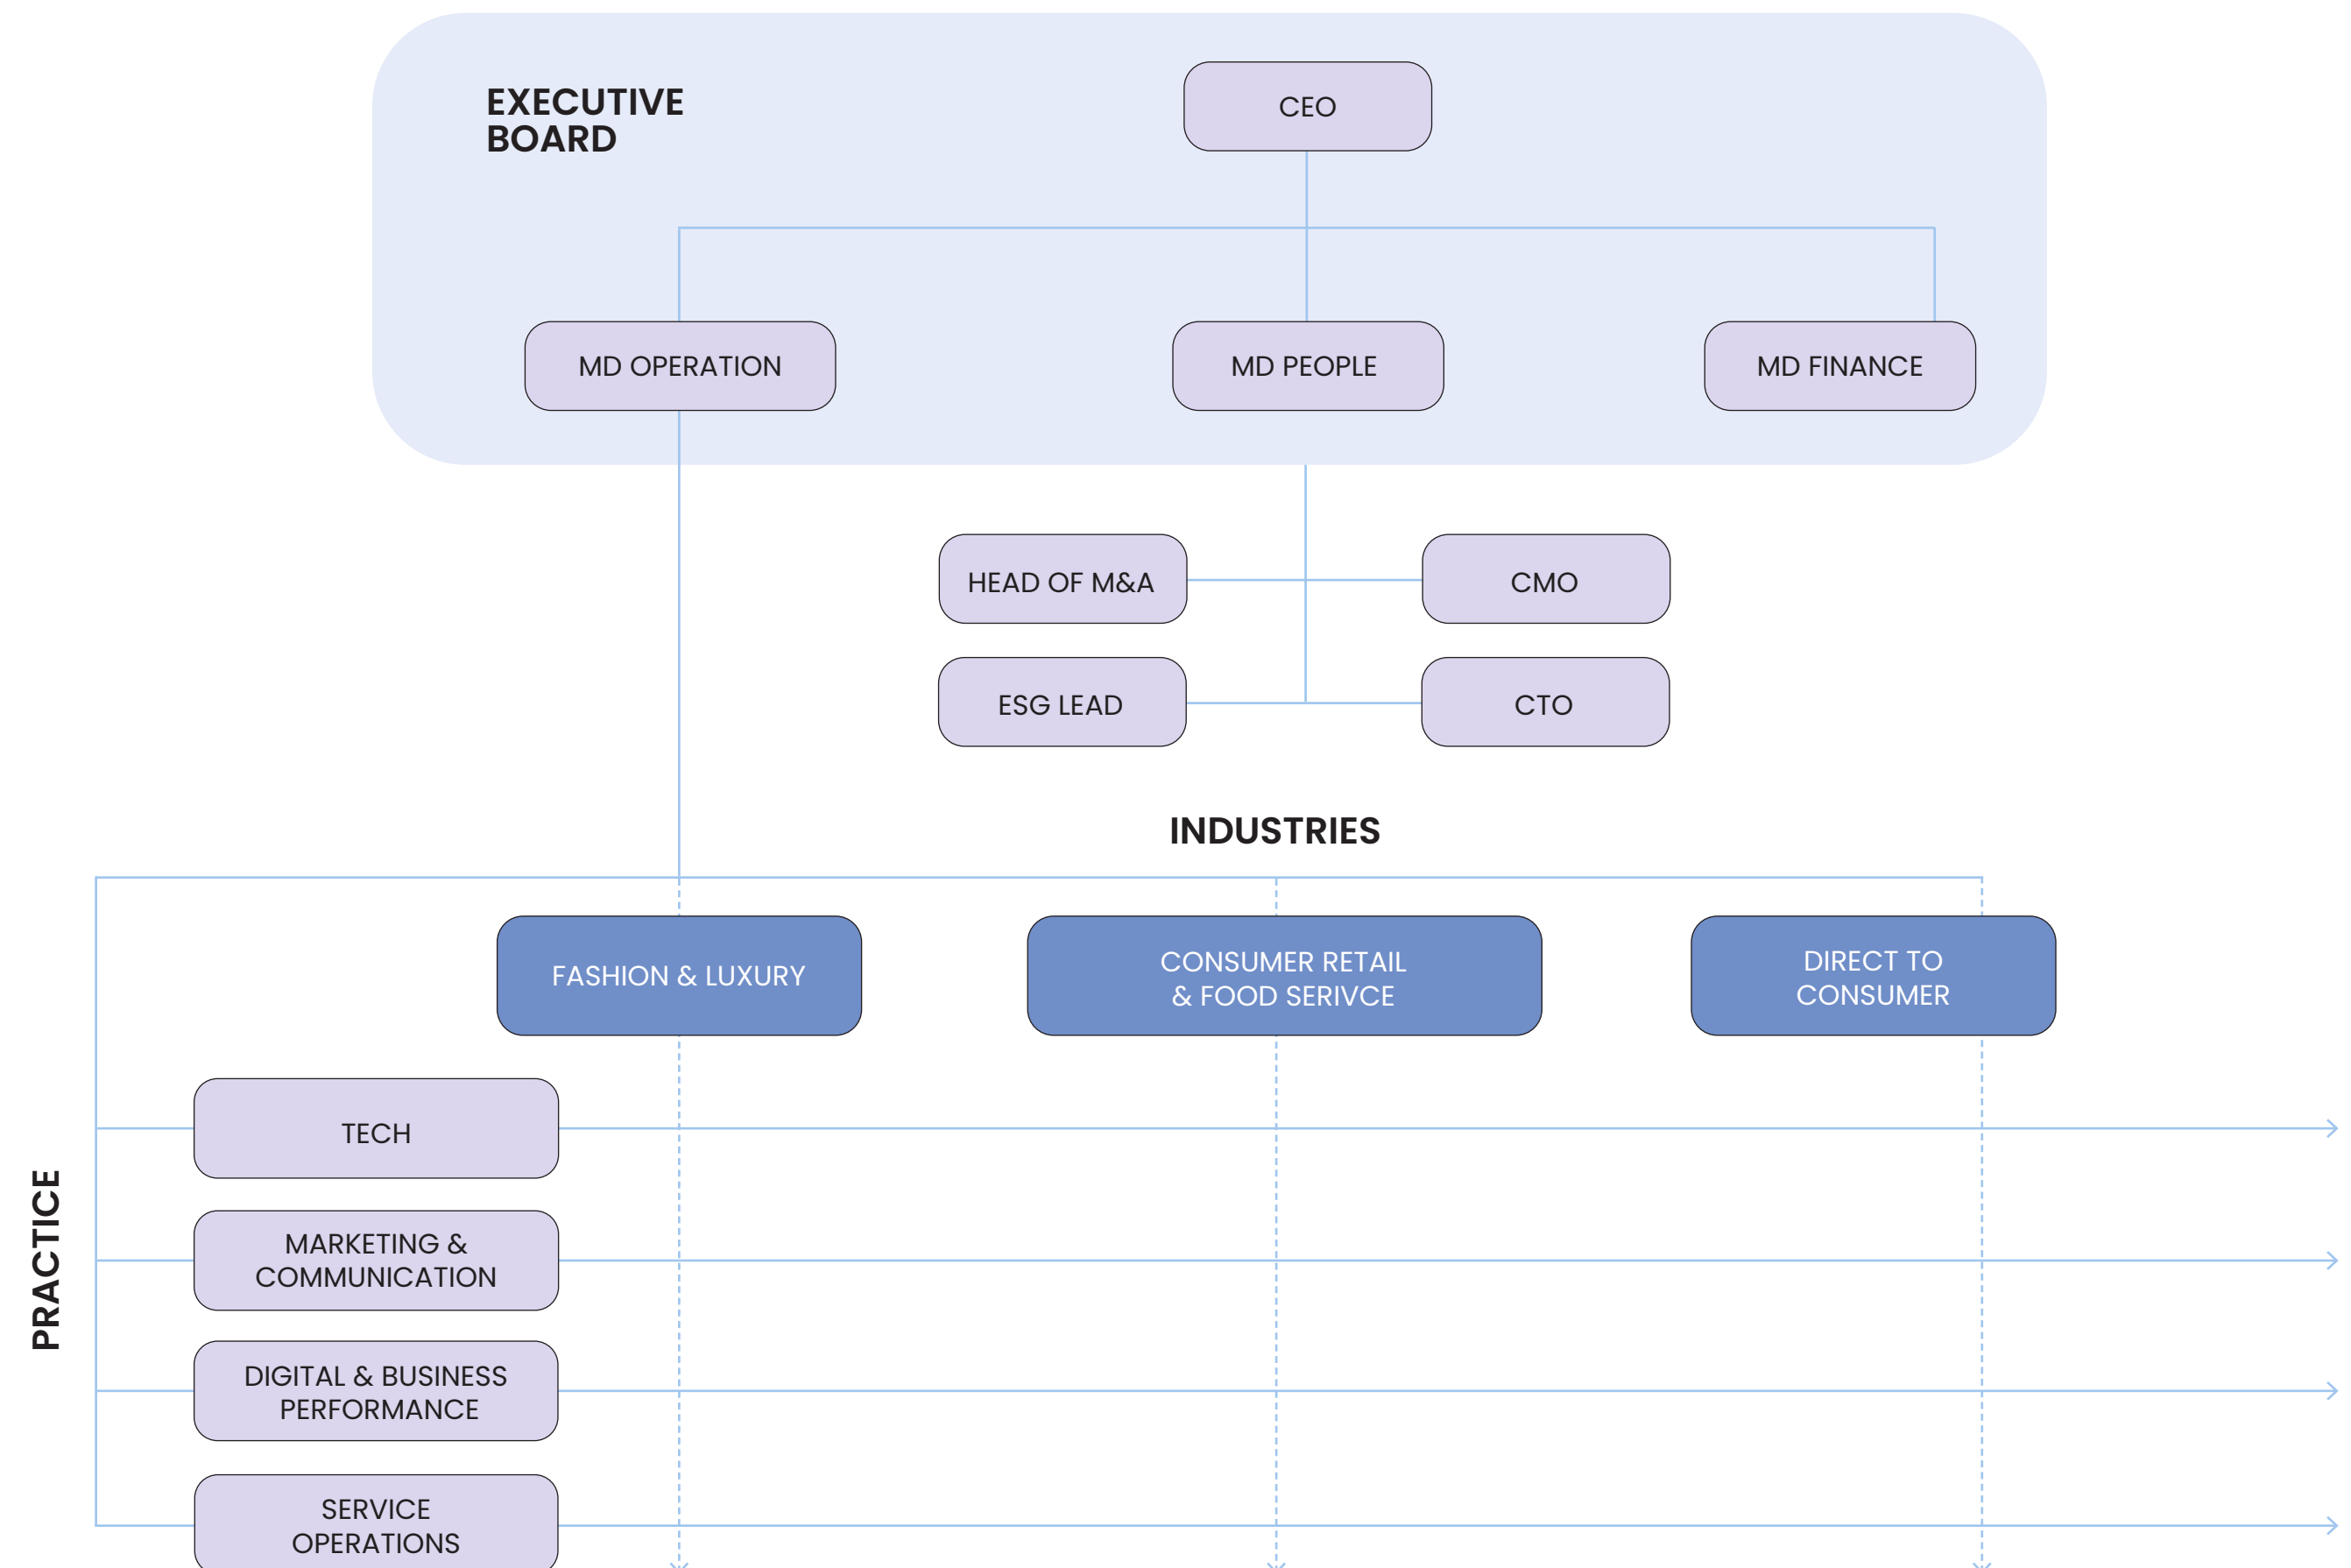 EXECUTIVE
BOARD
CEO
MD OPERATION
MD PEOPLE
MD FINANCE
HEAD OF M&A
CMO
ESG LEAD
CTO
INDUSTRIES
FASHION & LUXURY
CONSUMER RETAIL
& FOOD SERIVCE
DIRECT TO
CONSUMER
PRACTICE
TECH
MARKETING &
COMMUNICATION
DIGITAL & BUSINESS
PERFORMANCE
SERVICE
OPERATIONS